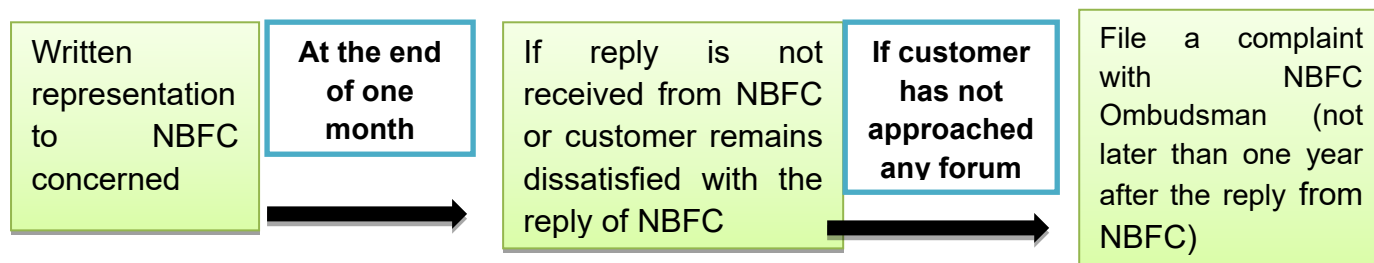 Written
representation
to NBFC
concerned
At the end
of one
month
If reply is not
received from NBFC
or customer remains
dissatisfied with the
reply of NBFC
If customer
has not
approached
any forum
File a complaint
with NBFC
Ombudsman (not
later than one year
after the reply from
NBFC)